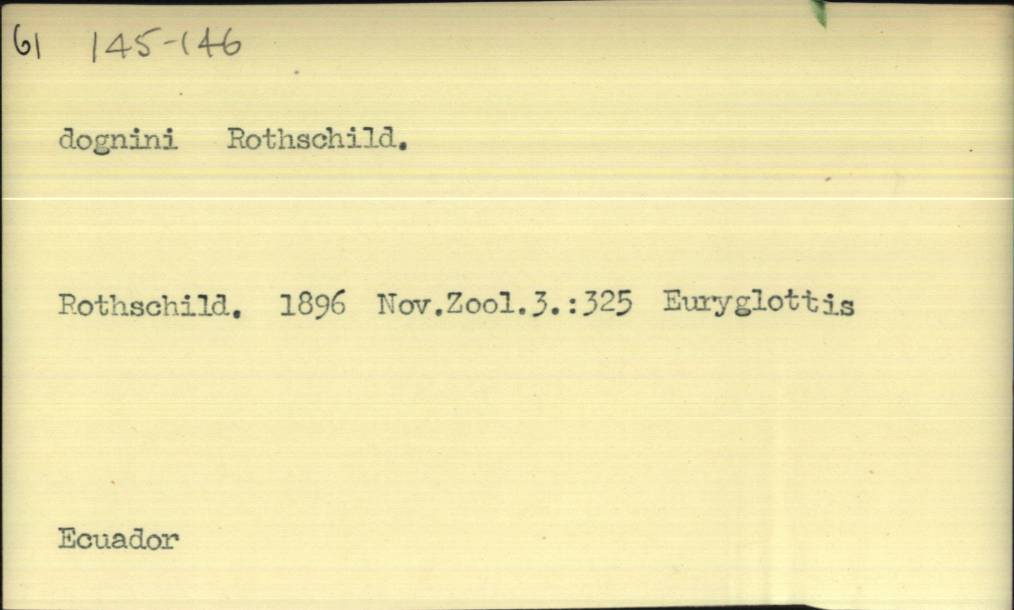 61 145-146
dognini Rothschild.
Rothschild. 1896 Nov.Zool.3.:325 Euryglottis
Ecuador